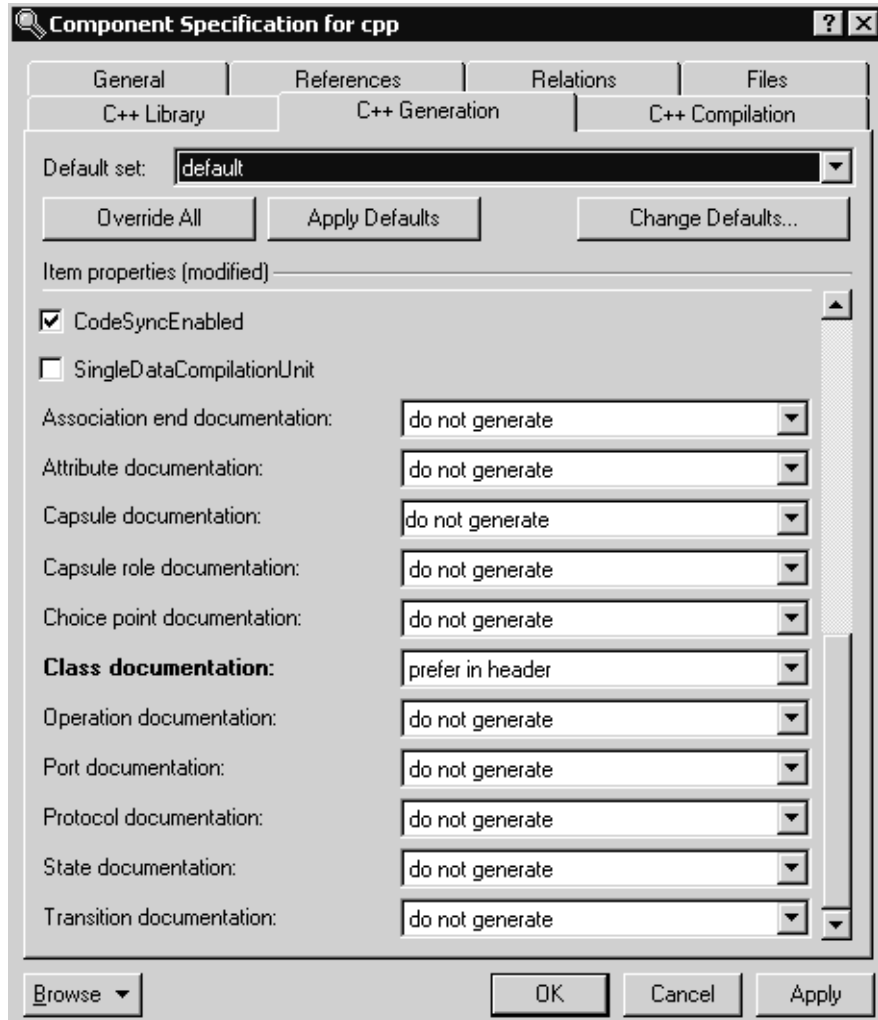 Component Specification for cpp
General References Relations Files
C++ Library C++ Generation C++ Compilation
Default set: default
Override All Apply Defaults Change Defaults...
Item properties (modified)
CodeSyncEnabled
SingleDataCompilationUnit
Association end documentation: do not generate
Attribute documentation: do not generate
Capsule documentation: do not generate
Capsule role documentation: do not generate
Choice point documentation: do not generate
Class documentation: prefer in header
Operation documentation: do not generate
Port documentation: do not generate
Protocol documentation: do not generate
State documentation: do not generate
Transition documentation: do not generate
Browse OK Cancel Apply